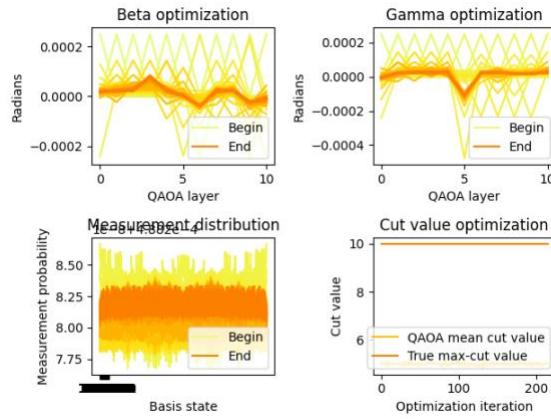 Beta optimization
Radians
0.0002
0.0000
−0.0002
0
5
10
QAOA layer
Begin
End
Gamma optimization
Radians
0.0002
0.0000
−0.0002
−0.0004
0
5
10
QAOA layer
Begin
End
Measurement distribution
Measurement probability
8.50
8.25
8.00
7.75
Basis state
Begin
End
Cut value optimization
Cut value
10
8
6
0
100
200
Optimization iteration
QAOA mean cut value
True max-cut value